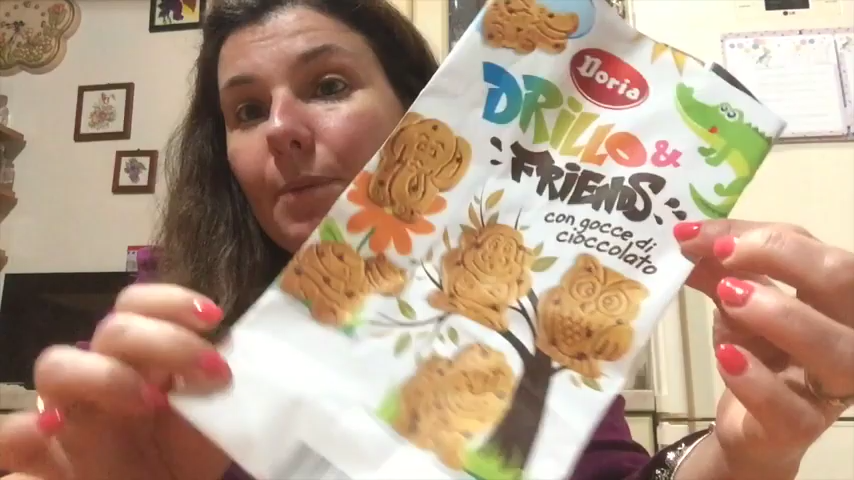 Doria
DRiLLO &
FRiENDS
con gocce di
cioccolato